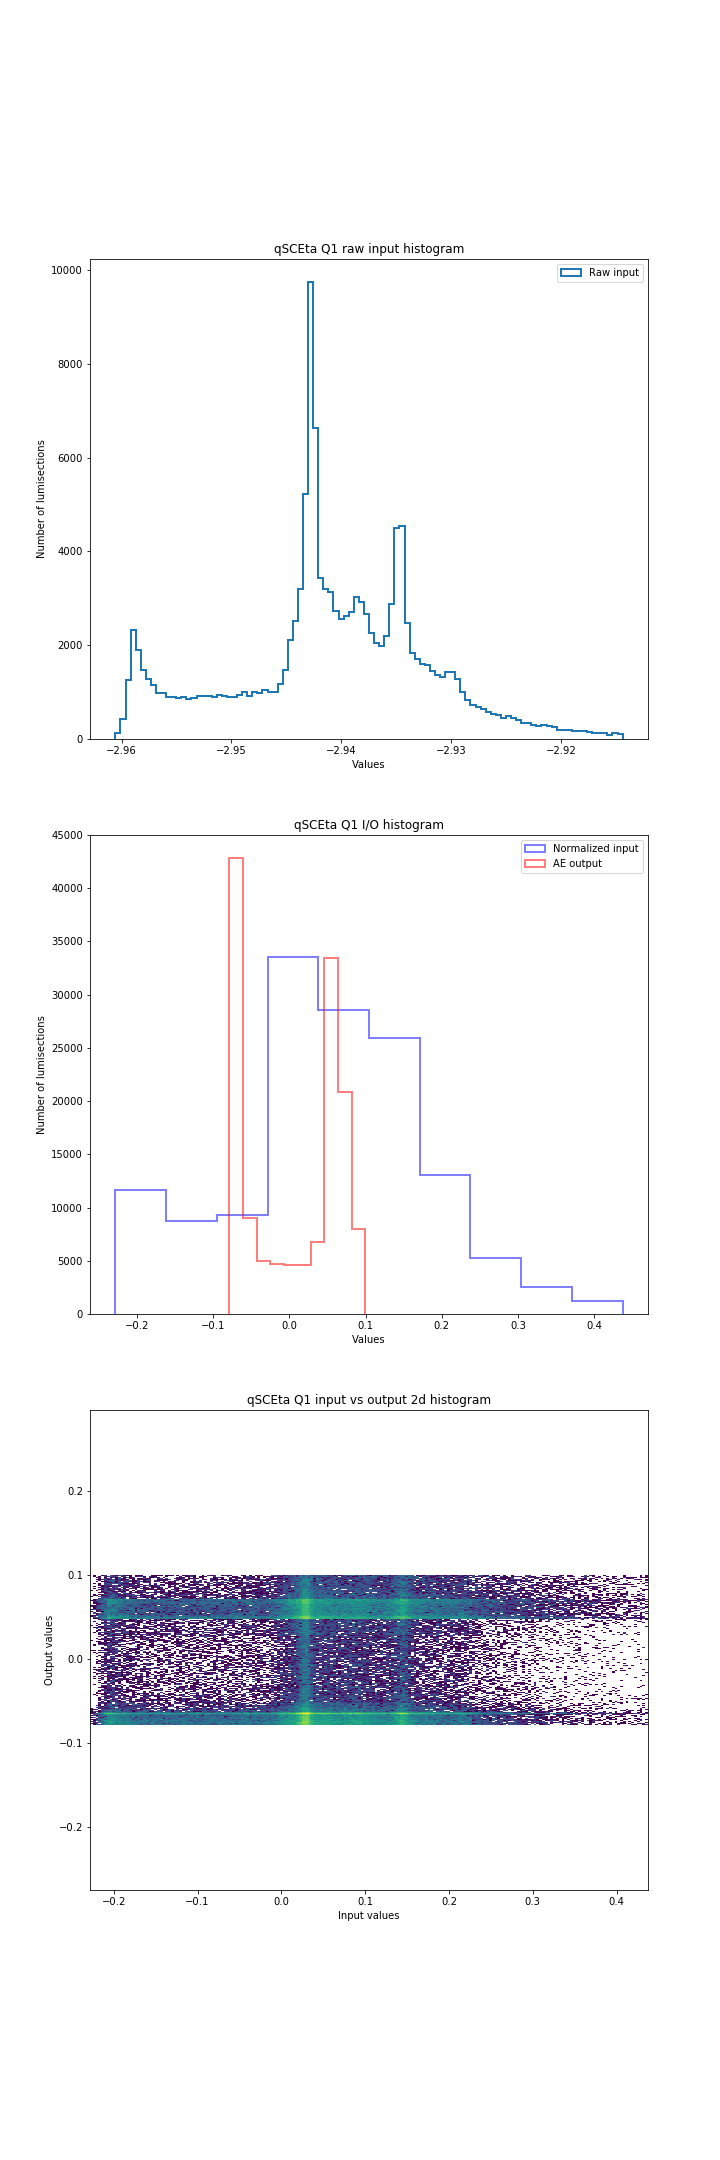 qSCEta Q1 raw input histogram
Raw input
10000
8000
6000
4000
2000
0
Number of lumisections
−2.96 −2.95 −2.94 −2.93 −2.92
Values
qSCEta Q1 I/O histogram
Normalized input
AE output
45000
40000
35000
30000
25000
20000
15000
10000
5000
0
Number of lumisections
−0.2 −0.1 0.0 0.1 0.2 0.3 0.4
Values
qSCEta Q1 input vs output 2d histogram
0.2
0.1
0.0
−0.1
−0.2
Output values
−0.2 −0.1 0.0 0.1 0.2 0.3 0.4
Input values